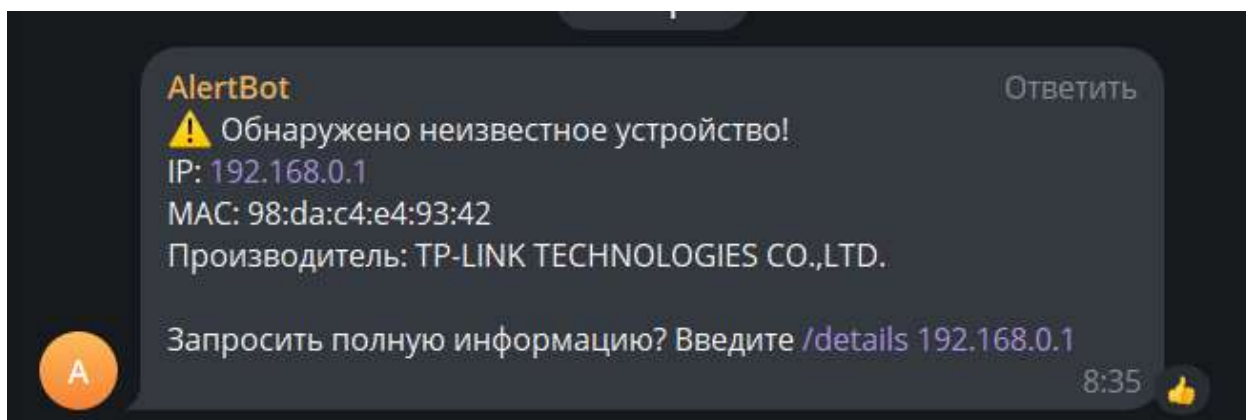 AlertBot
Ответить
⚠️ Обнаружено неизвестное устройство!
IP: 192.168.0.1
MAC: 98:da:c4:e4:93:42
Производитель: TP-LINK TECHNOLOGIES CO.,LTD.
Запросить полную информацию? Введите /details 192.168.0.1
A
8:35